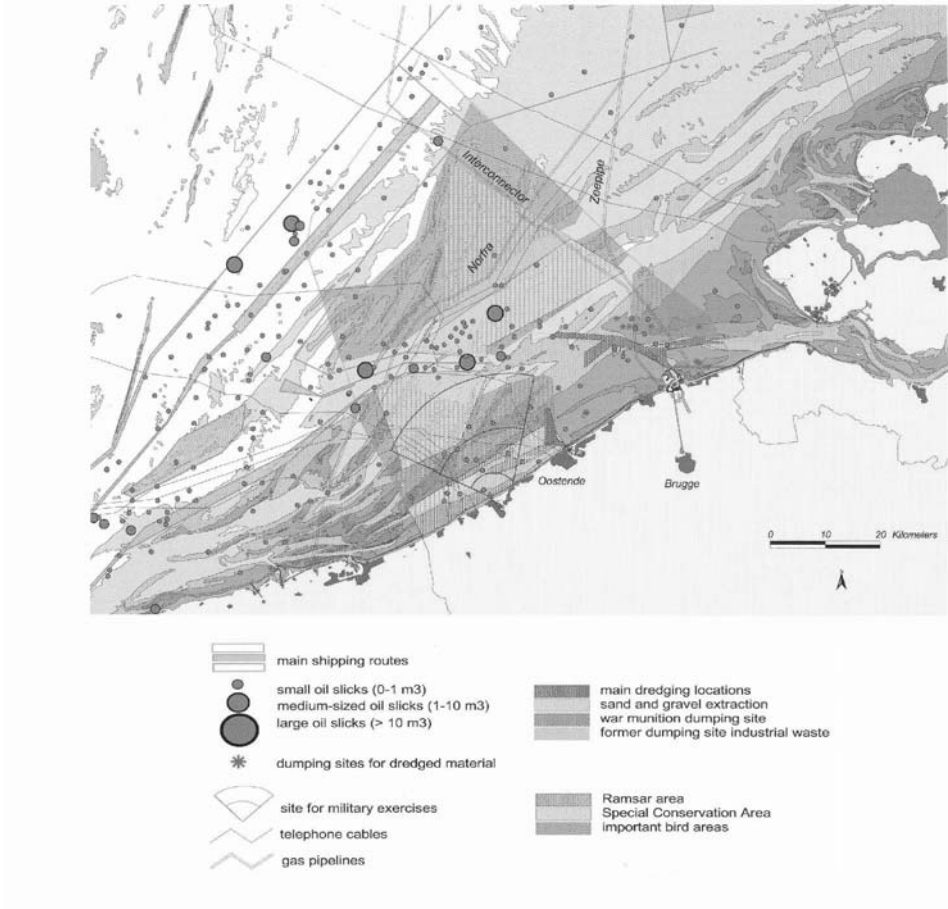 Interconnector
Zeepipe
Norfra
Oostende
Brugge
0 10 20 Kilometers
main shipping routes
small oil slicks (0-1 m3)
medium-sized oil slicks (1-10 m3)
large oil slicks (> 10 m3)
dumping sites for dredged material
site for military exercises
telephone cables
gas pipelines
main dredging locations
sand and gravel extraction
war munition dumping site
former dumping site industrial waste
Ramsar area
Special Conservation Area
important bird areas